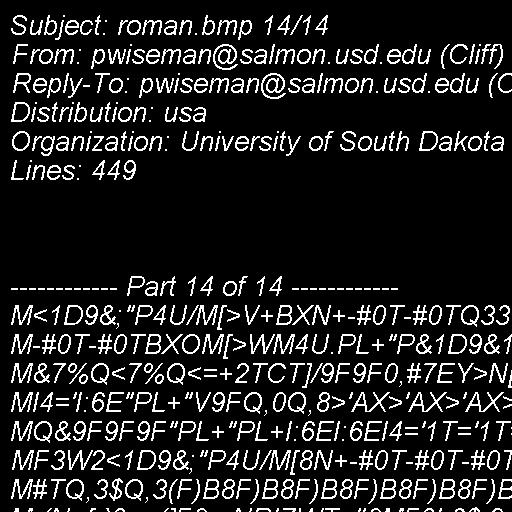 Subject: roman.bmp 14/14
From: pwiseman@salmon.usd.edu (Cliff)
Reply-To: pwiseman@salmon.usd.edu (C
Distribution: usa
Organization: University of South Dakota
Lines: 449
------------ Part 14 of 14 ------------
M<1D9&;"P4U/M[>V+BXN+-#0T-#0TQ33
M-#0T-#0TBXOM[>WM4U.PL+"P&1D9&1
M&7%Q<7%Q<=+2TCT]/9F9F0,#7EY>N[
MI4='I:6E"PL+"V9FQ,0Q,8>'AX>'AX>'AX>
MQ&9F9F9F"PL+"PL+I:6EI:6EI4='1T='1T=
MF3W2<1D9&;"P4U/M[8N+-#0T-#0T-#0T
M#TQ,3$Q,3(F)B8F)B8F)B8F)B8F)B8F)B